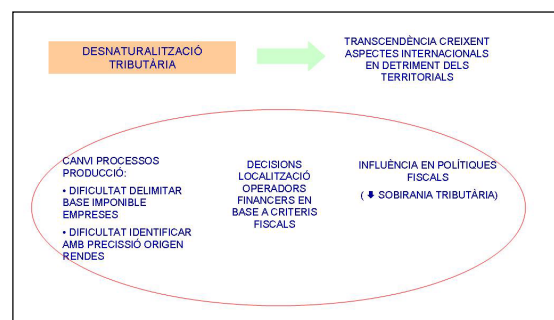 DESNATURALITZACIÓ
TRIBUTÀRIA
TRANSCENDÈNCIA CREIXENT
ASPECTES INTERNACIONALS
EN DETRIMENT DELS
TERRITORIALS
CANVI PROCESSOS
PRODUCCIÓ:
• DIFICULTAT DELIMITAR
BASE IMPONIBLE
EMPRESES
• DIFICULTAT IDENTIFICAR
AMB PRECISSIÓ ORIGEN
RENDES
DECISIONS
LOCALITZACIÓ
OPERADORS
FINANCERS EN
BASE A CRITERIS
FISCALS
INFLUÈNCIA EN POLÍTIQUES
FISCALS
( 🡇 SOBIRANIA TRIBUTÀRIA)